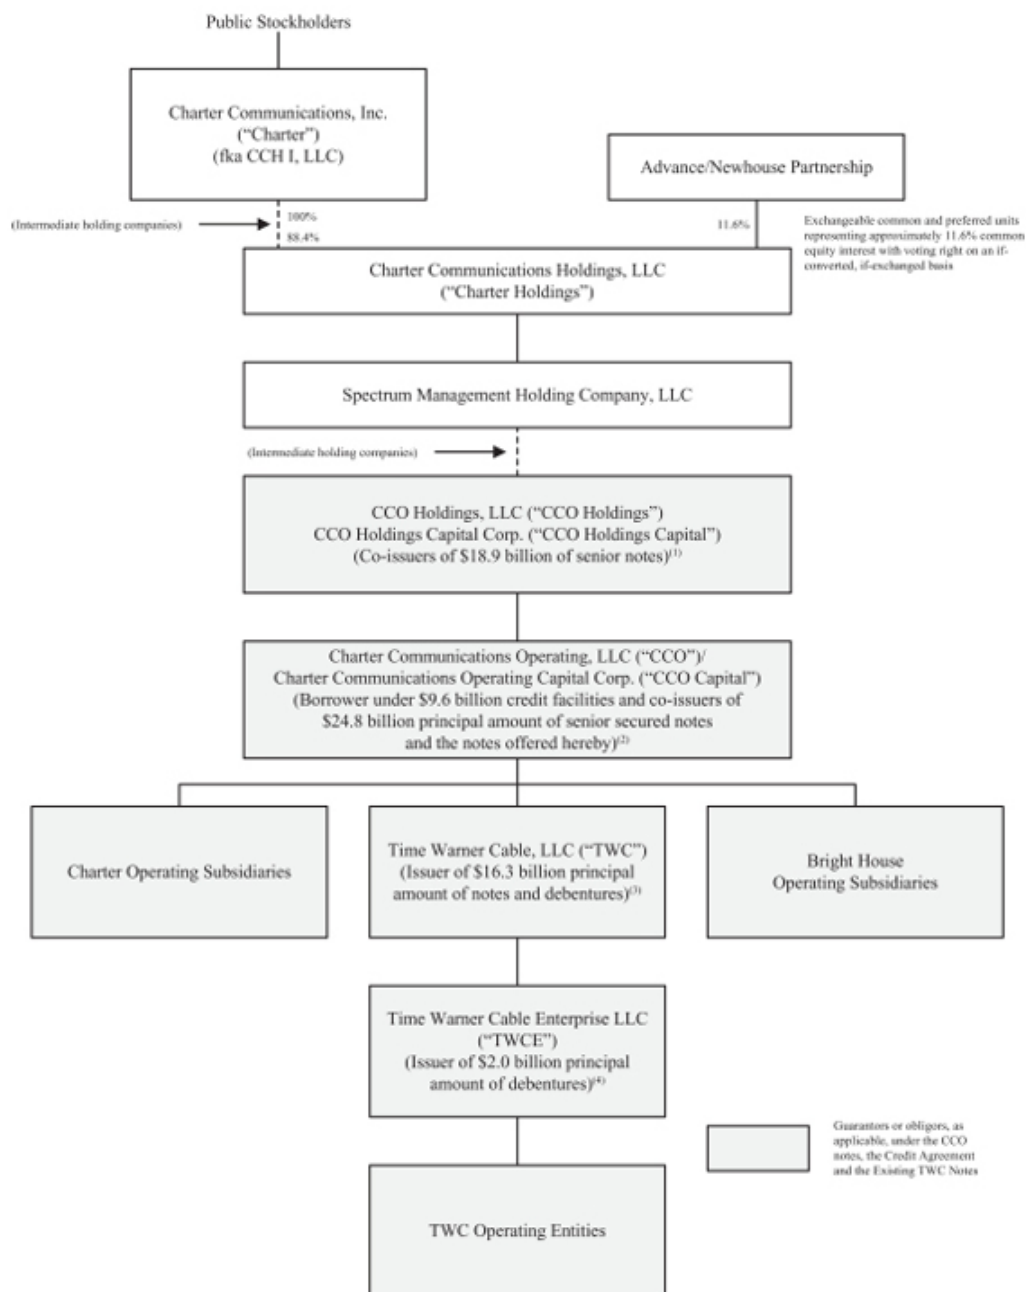 Public Stockholders
Charter Communications, Inc.
(“Charter”)
(fka CCH I, LLC)
Advance/Newhouse Partnership
(Intermediate holding companies)
100%
88.4%
11.6%
Exchangeable common and preferred units
representing approximately 11.6% common
equity interest with voting right on an if-
converted, if-exchanged basis
Charter Communications Holdings, LLC
(“Charter Holdings”)
Spectrum Management Holding Company, LLC
(Intermediate holding companies)
CCO Holdings, LLC (“CCO Holdings”)
CCO Holdings Capital Corp. (“CCO Holdings Capital”)
(Co-issuers of $18.9 billion of senior notes)(1)
Charter Communications Operating, LLC (“CCO”)/
Charter Communications Operating Capital Corp. (“CCO Capital”)
(Borrower under $9.6 billion credit facilities and co-issuers of
$24.8 billion principal amount of senior secured notes
and the notes offered hereby)(2)
Charter Operating Subsidiaries
Time Warner Cable, LLC (“TWC”)
(Issuer of $16.3 billion principal
amount of notes and debentures)(3)
Bright House
Operating Subsidiaries
Time Warner Cable Enterprise LLC
(“TWCE”)
(Issuer of $2.0 billion principal
amount of debentures)(4)
Guarantors or obligors, as
applicable, under the CCO
notes, the Credit Agreement
and the Existing TWC Notes
TWC Operating Entities